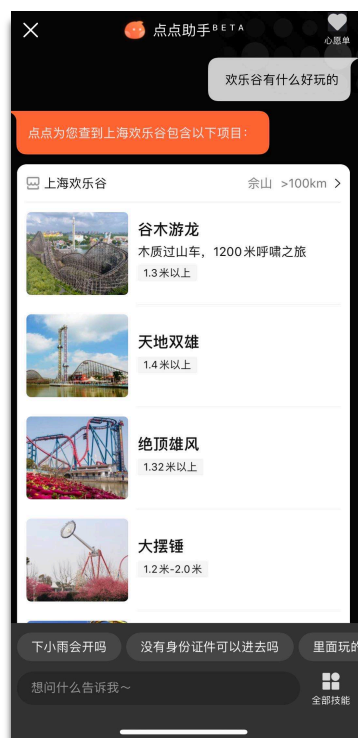 点点助手BETA
心愿单
欢乐谷有什么好玩的
点点为您查到上海欢乐谷包含以下项目：
上海欢乐谷 佘山 >100km
谷木游龙
木质过山车，1200米呼啸之旅
1.3米以上
天地双雄
1.4米以上
绝顶雄风
1.32米以上
大摆锤
1.2米-2.0米
下小雨会开吗 没有身份证件可以进去吗 里面玩的
想问什么告诉我～
全部技能